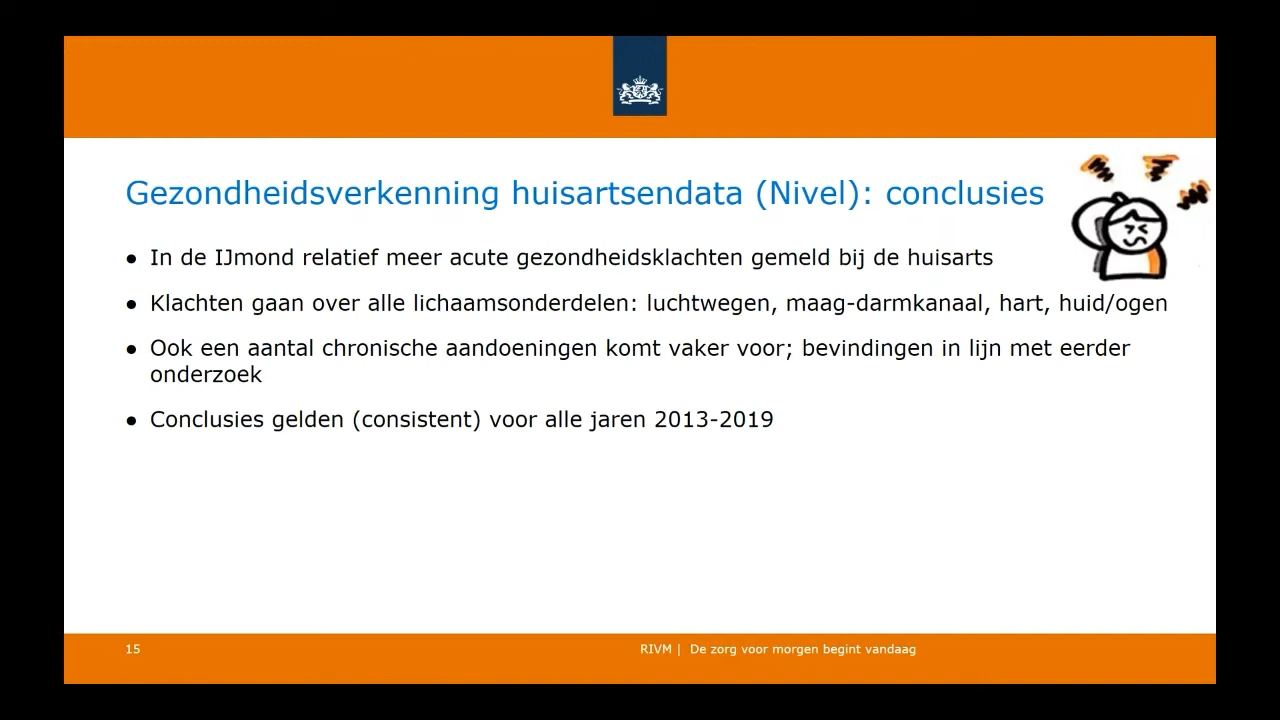 Gezondheidsverkenning huisartsendata (Nivel): conclusies
● In de IJmond relatief meer acute gezondheidsklachten gemeld bij de huisarts
● Klachten gaan over alle lichaamsonderdelen: luchtwegen, maag-darmkanaal, hart, huid/ogen
● Ook een aantal chronische aandoeningen komt vaker voor; bevindingen in lijn met eerder
onderzoek
● Conclusies gelden (consistent) voor alle jaren 2013-2019
15
RIVM | De zorg voor morgen begint vandaag